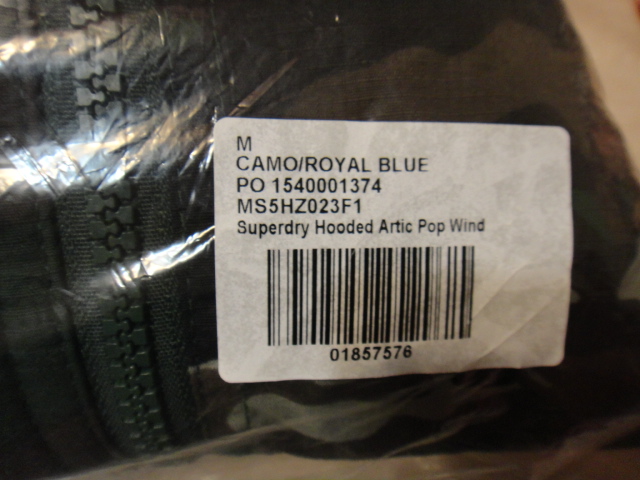 M
CAMO/ROYAL BLUE
PO 1540001374
MS5HZ023F1
Superdry Hooded Artic Pop Wind
01857576